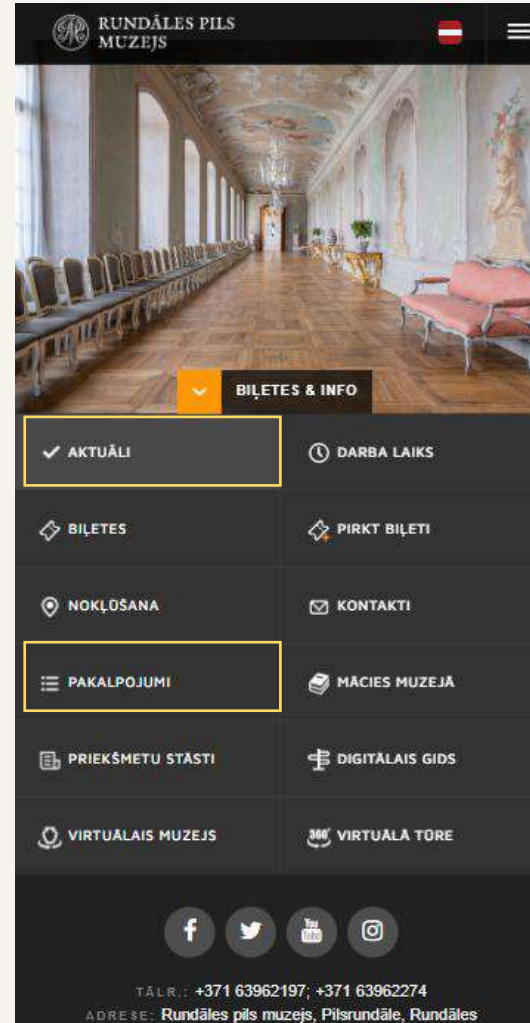 RUNDĀLES PILS
MUZEJS
BIĻETES & INFO
AKTUĀLI
DARBA LAIKS
BIĻETES
PIRKT BIĻETI
NOKĻŪŠANA
KONTAKTI
PAKALPOJUMI
MĀCIES MUZEJĀ
PRIEKŠMETU STĀSTI
DIGITĀLAIS GIDS
VIRTUĀLAIS MUZEJS
360° VIRTUĀLĀ TŪRE
You Tube
TĀLR.: +371 63962197; +371 63962274
ADRESE: Rundāles pils muzejs, Pilsrundāle, Rundāles